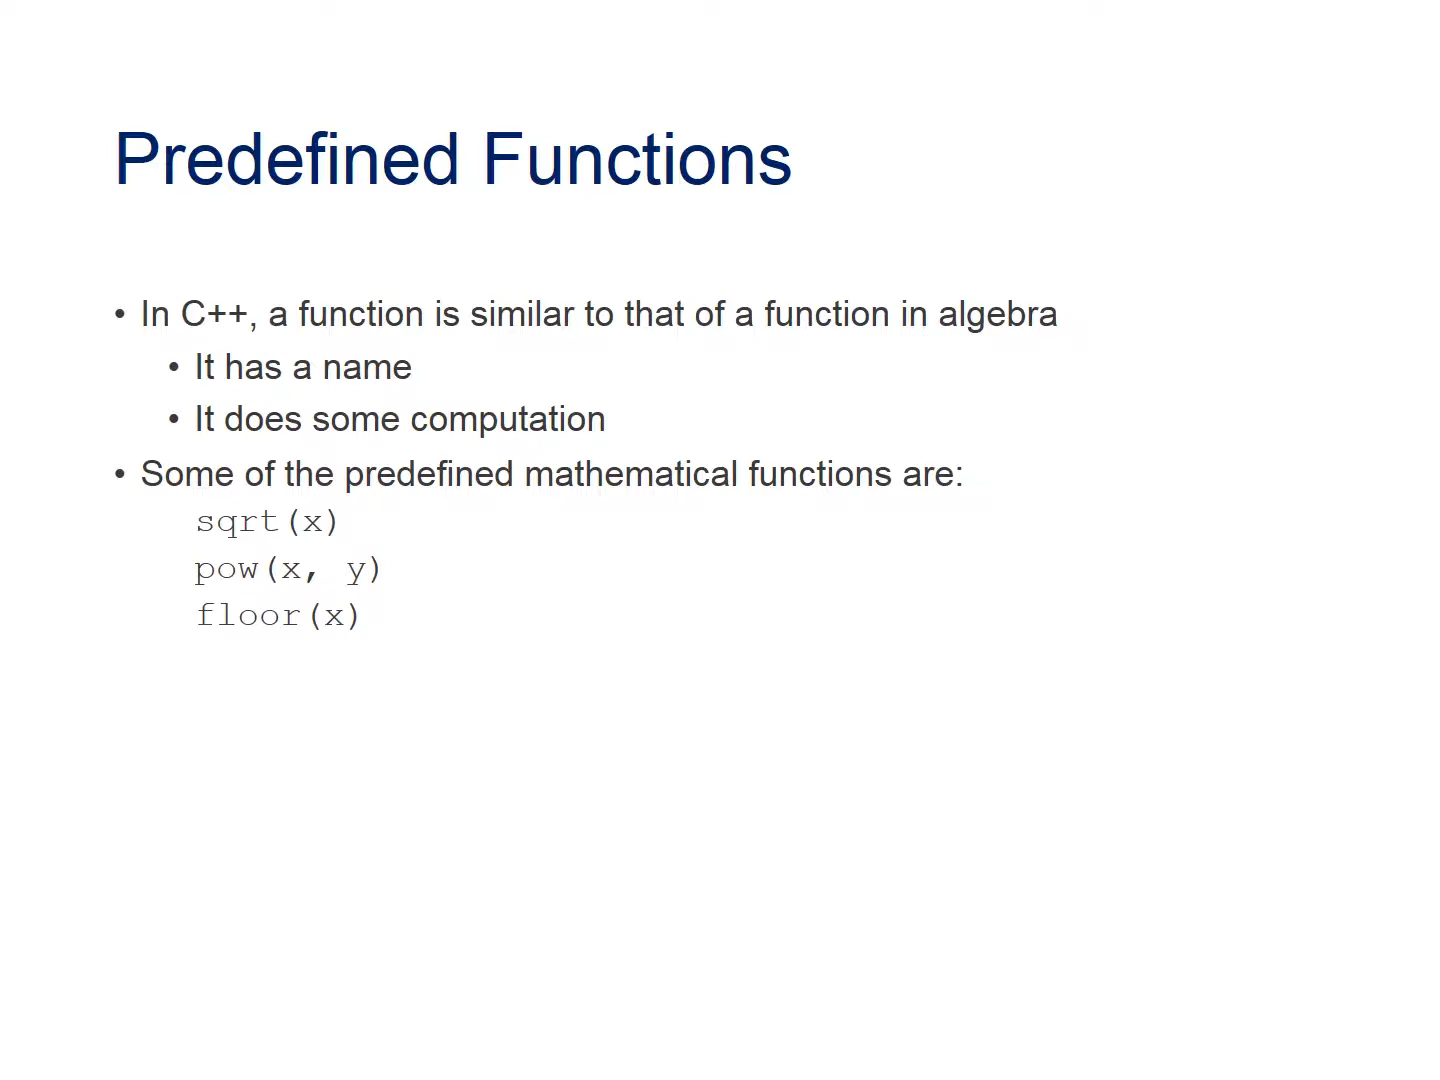 Predefined Functions
• In C++, a function is similar to that of a function in algebra
• It has a name
• It does some computation
• Some of the predefined mathematical functions are:
sqrt(x)
pow(x, y)
floor(x)